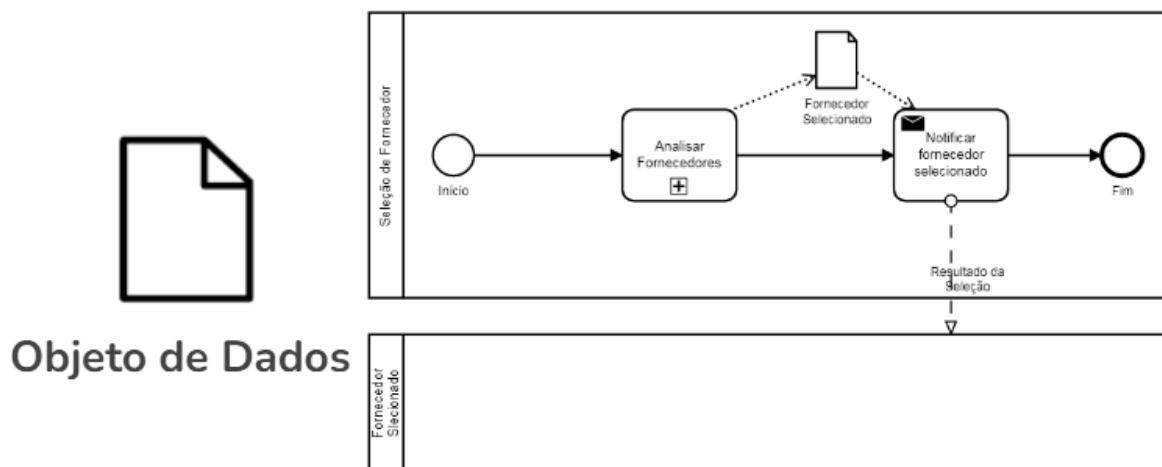 Objeto de Dados
Seleção de Fornecedor
Início
Analisar
Fornecedores
Fornecedor
Selecionado
Notificar
fornecedor
selecionado
Fim
Resultado da
Seleção
Fornecedor
Slecionado